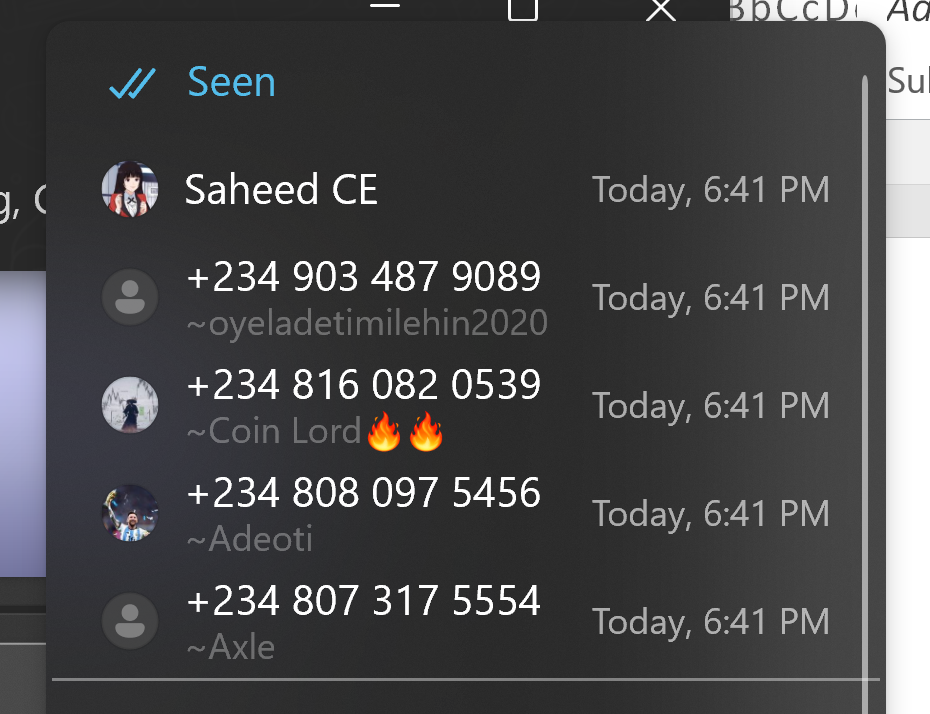 BbCcD
Ad
Seen
Sul
Saheed CE
Today, 6:41 PM
g, C
+234 903 487 9089
~oyeladetimilehin2020
Today, 6:41 PM
+234 816 082 0539
~Coin Lord🔥🔥
Today, 6:41 PM
+234 808 097 5456
~Adeoti
Today, 6:41 PM
+234 807 317 5554
~Axle
Today, 6:41 PM